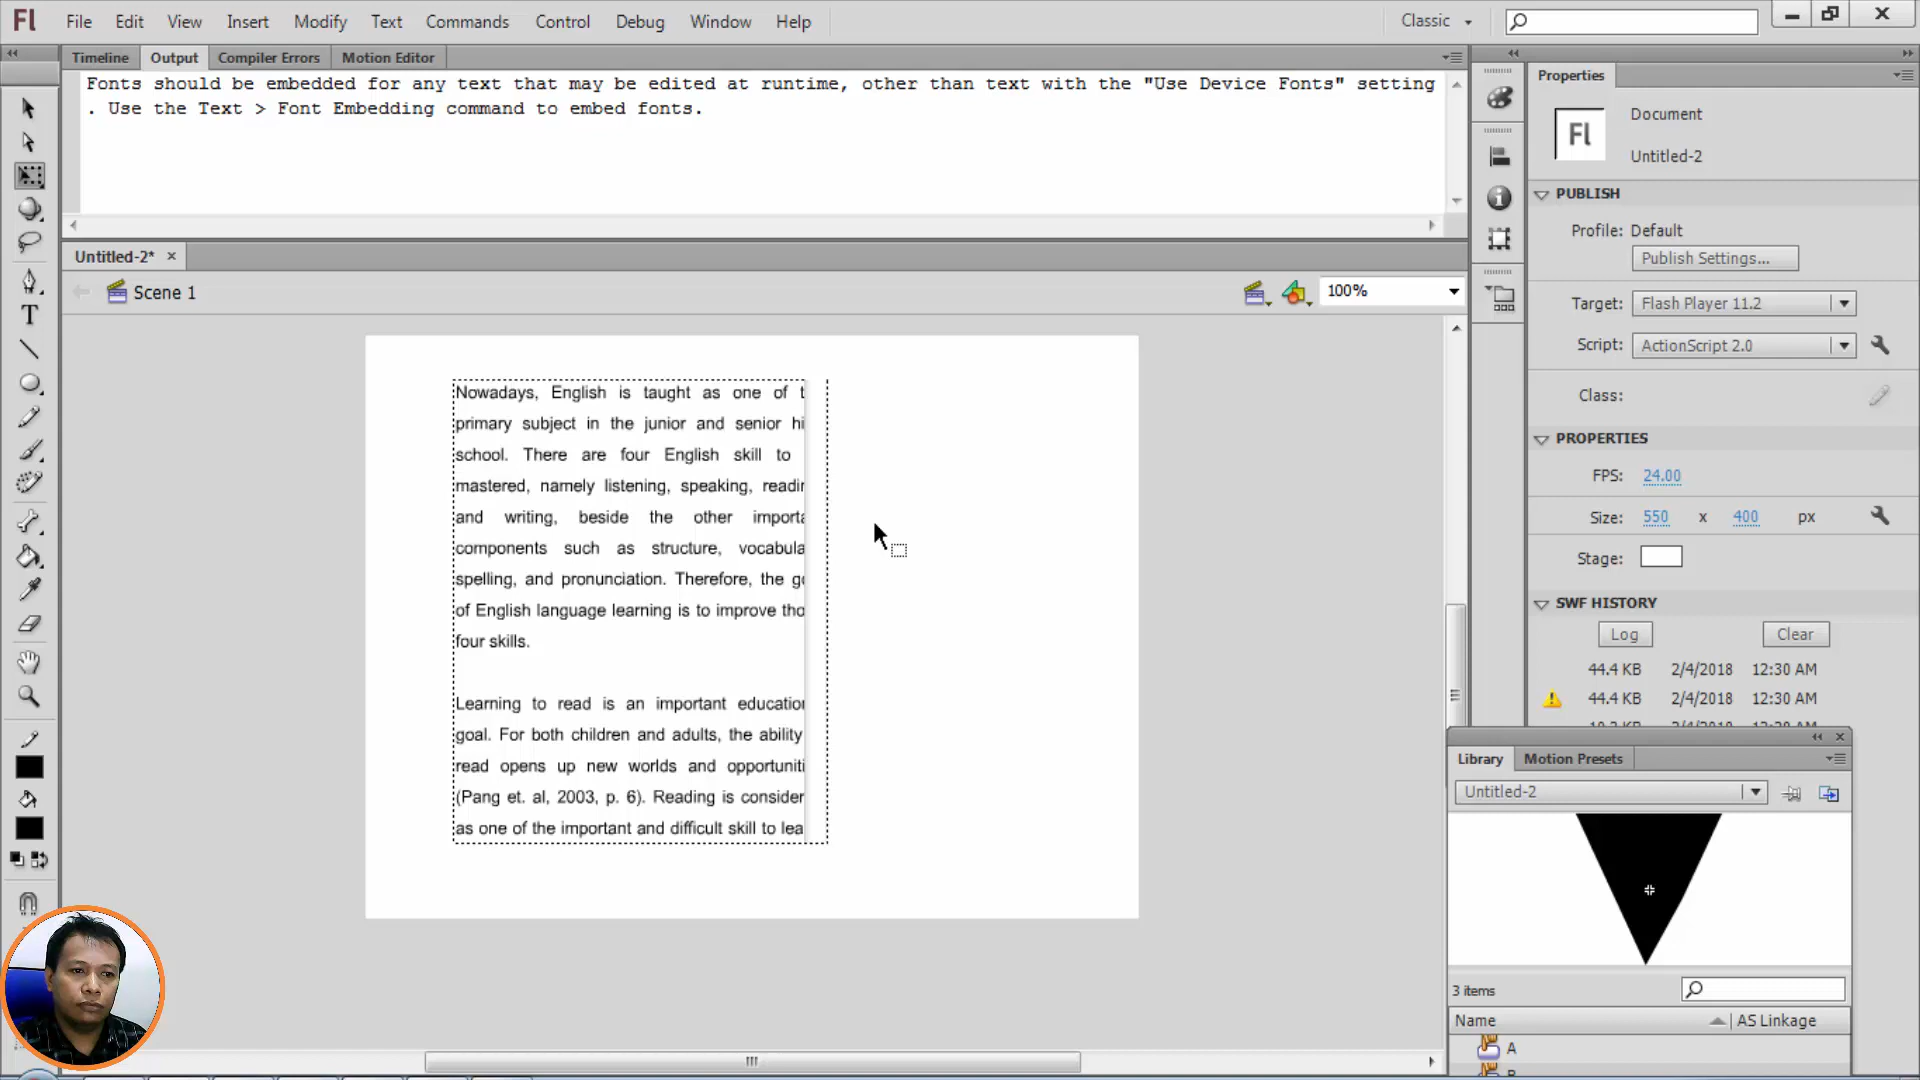 Fl File Edit View Insert Modify Text Commands Control Debug Window Help Classic
Timeline Output Compiler Errors Motion Editor
Fonts should be embedded for any text that may be edited at runtime, other than text with the "Use Device Fonts" setting
. Use the Text > Font Embedding command to embed fonts.
Untitled-2*
Scene 1
100%
Nowadays, English is taught as one of
primary subject in the junior and senior
school. There are four English skill to
mastered, namely listening, speaking,
and writing, beside the other
components such as structure,
spelling, and pronunciation. Therefore, the
of English language learning is to improve
four skills.
Learning to read is an important
goal. For both children and adults, the ability
read opens up new worlds and
(Pang et. al, 2003, p. 6). Reading is
as one of the important and difficult skill to
T
Properties
Fl
Document
Untitled-2
PUBLISH
Profile: Default
Publish Settings...
Target: Flash Player 11.2
Script: ActionScript 2.0
Class:
PROPERTIES
FPS: 24.00
Size: 550 x 400 px
Stage:
SWF HISTORY
Log Clear
44.4 KB 2/4/2018 12:30 AM
44.4 KB 2/4/2018 12:30 AM
Library Motion Presets
Untitled-2
3 items
Name AS Linkage
A